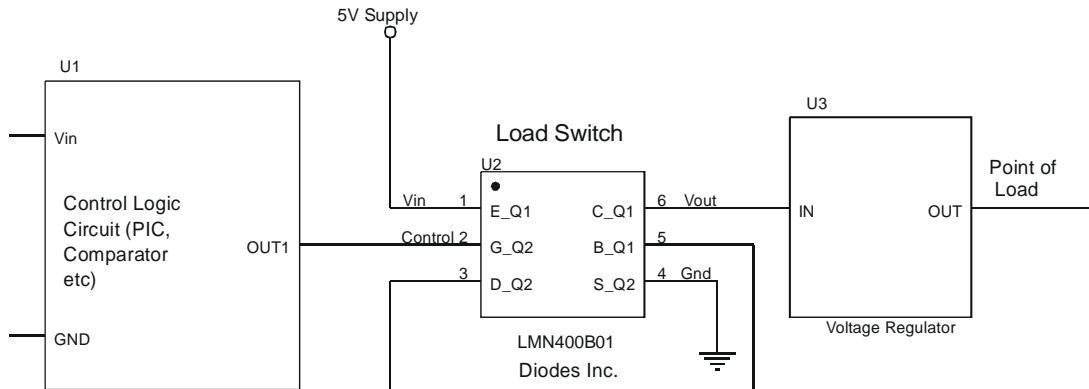 5V Supply
U1
Vin
Control Logic
Circuit (PIC,
Comparator
etc)
OUT1
GND
Load Switch
U2
Vin 1
E_Q1
C_Q1
6 Vout
Control 2
G_Q2
B_Q1
5
3
D_Q2
S_Q2
4 Gnd
LMN400B01
Diodes Inc.
U3
IN
OUT
Voltage Regulator
Point of
Load